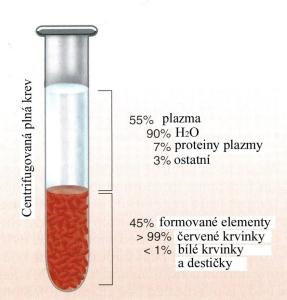 Centrifugovaná plná krev
55% plazma
90% H₂O
7% proteiny plazmy
3% ostatní
45% formované elementy
> 99% červené krvinky
< 1% bílé krvinky
a destičky